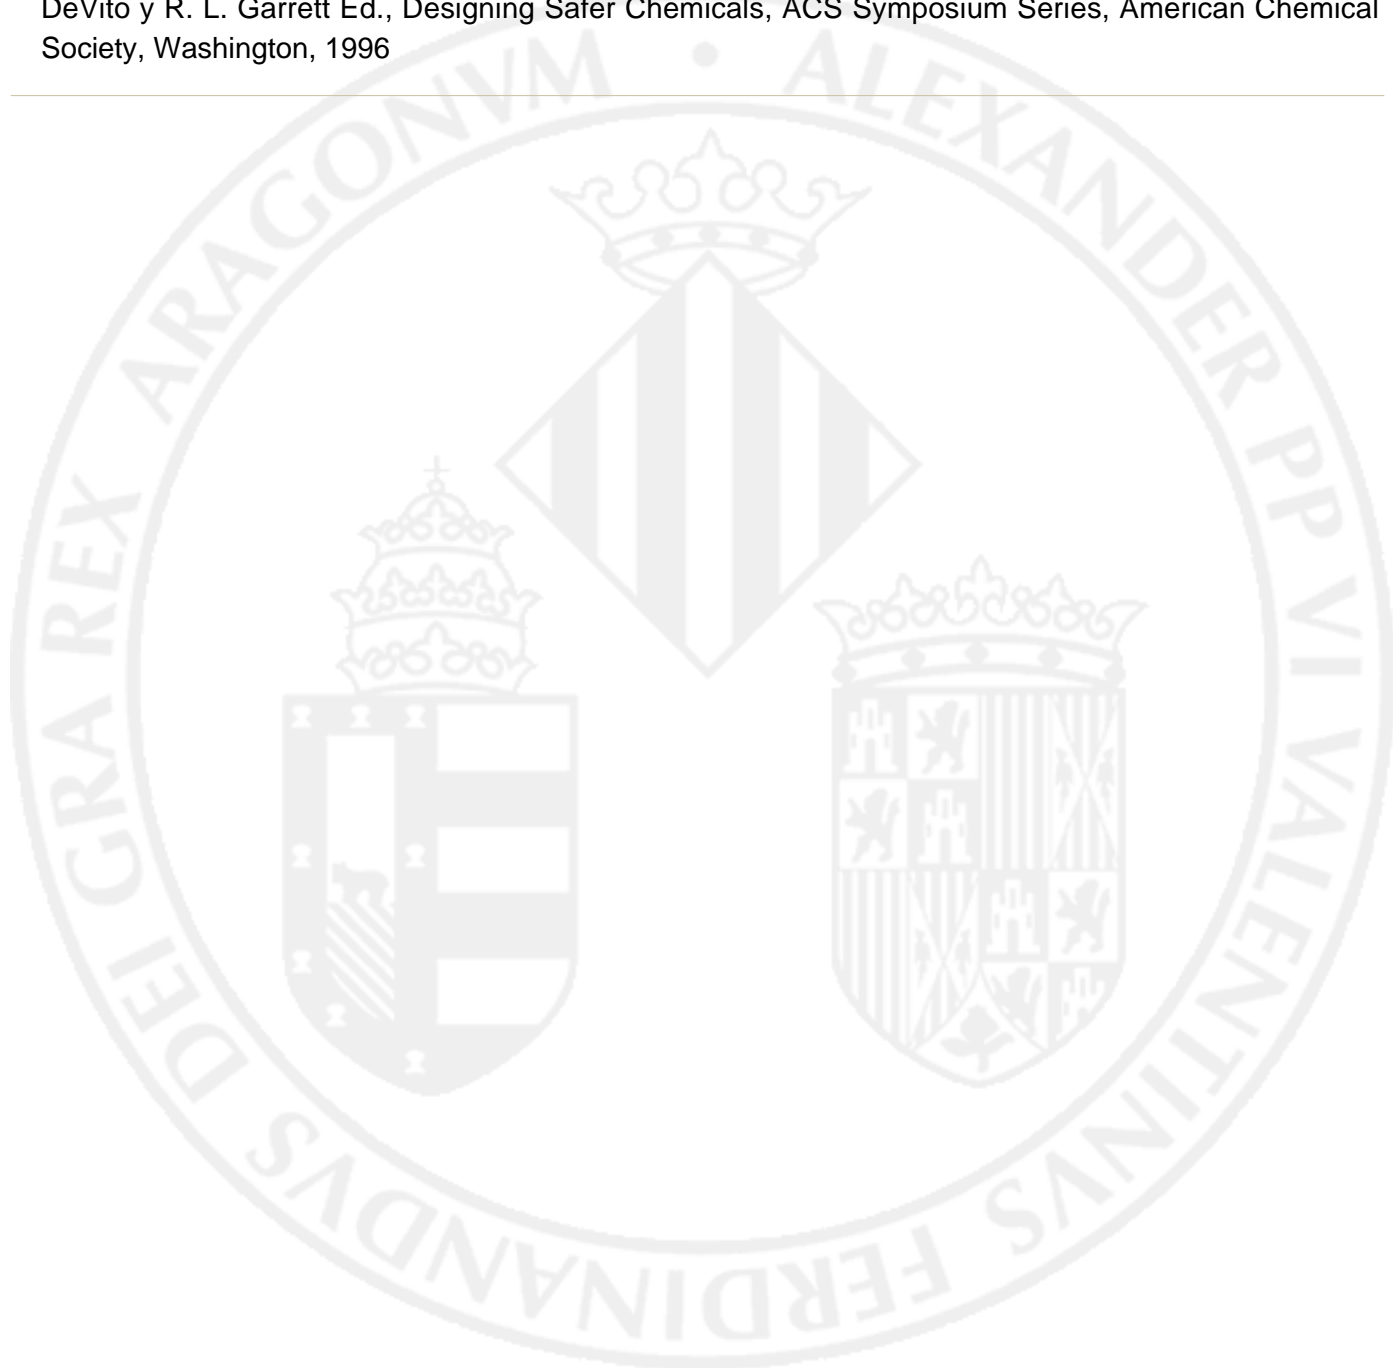 DeVito y R. L. Garrett Ed., Designing Safer Chemicals, ACS Symposium Series, American Chemical
Society, Washington, 1996
ARAGONVM • ALEXANDER PP VI VALENTINVS FERDINANDVS DEI GRA REX